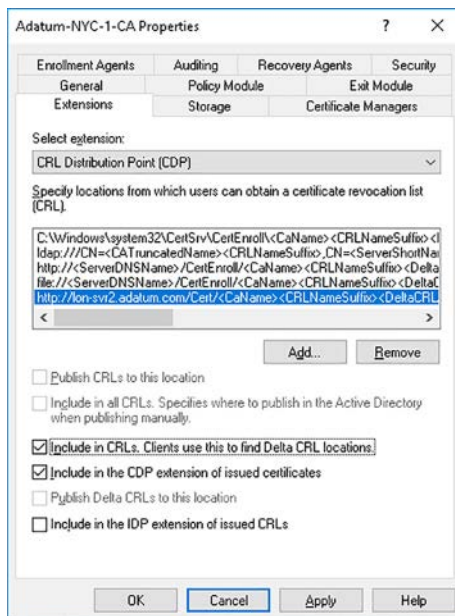 Adatum-NYC-1-CA Properties ? ×
Enrollment Agents Auditing Recovery Agents Security
General Policy Module Exit Module
Extensions Storage Certificate Managers
Select extension:
CRL Distribution Point (CDP)
Specify locations from which users can obtain a certificate revocation list
(CRL).
C:\Windows\system32\CertSrv\CertEnroll\<CaName><CRLNameSuffix><
ldap:///CN=<CATruncatedName><CRLNameSuffix>,CN=<ServerShortNa
http://<ServerDNSName>/CertEnroll/<CaName><CRLNameSuffix><Delta
file://<ServerDNSName>/CertEnroll/<CaName><CRLNameSuffix><DeltaC
http://lon-svr2.adatum.com/Cert/<CaName><CRLNameSuffix><DeltaCRL
Add... Remove
Publish CRLs to this location
Include in all CRLs. Specifies where to publish in the Active Directory
when publishing manually.
Include in CRLs. Clients use this to find Delta CRL locations.
Include in the CDP extension of issued certificates
Publish Delta CRLs to this location
Include in the IDP extension of issued CRLs
OK Cancel Apply Help